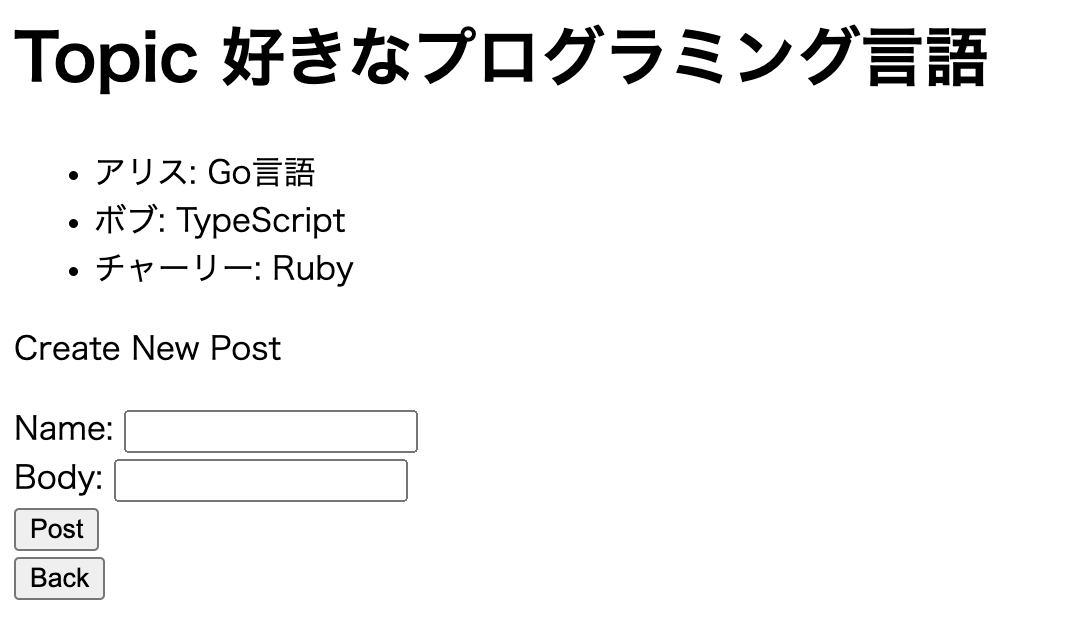 Topic 好きなプログラミング言語
アリス: Go言語
ボブ: TypeScript
チャーリー: Ruby
Create New Post
Name:
Body:
Post
Back